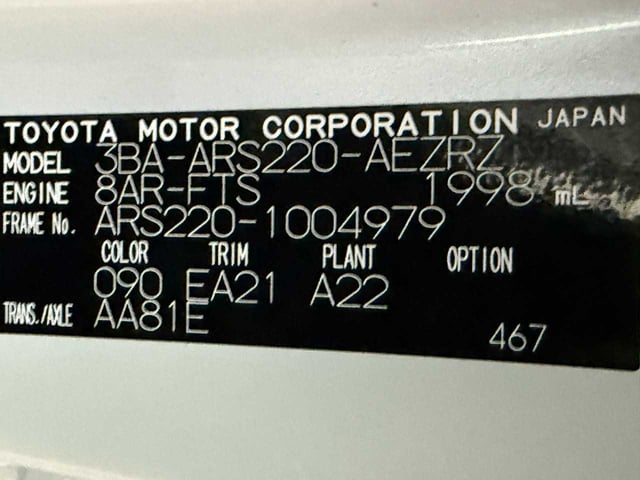 TOYOTA MOTOR CORPORATION JAPAN
MODEL 3BA-ARS220-AEZRZ
ENGINE 8AR-FTS 1998 mL
FRAME No. ARS220-1004979
COLOR TRIM PLANT OPTION
090 EA21 A22
TRANS./AXLE AA81E
467